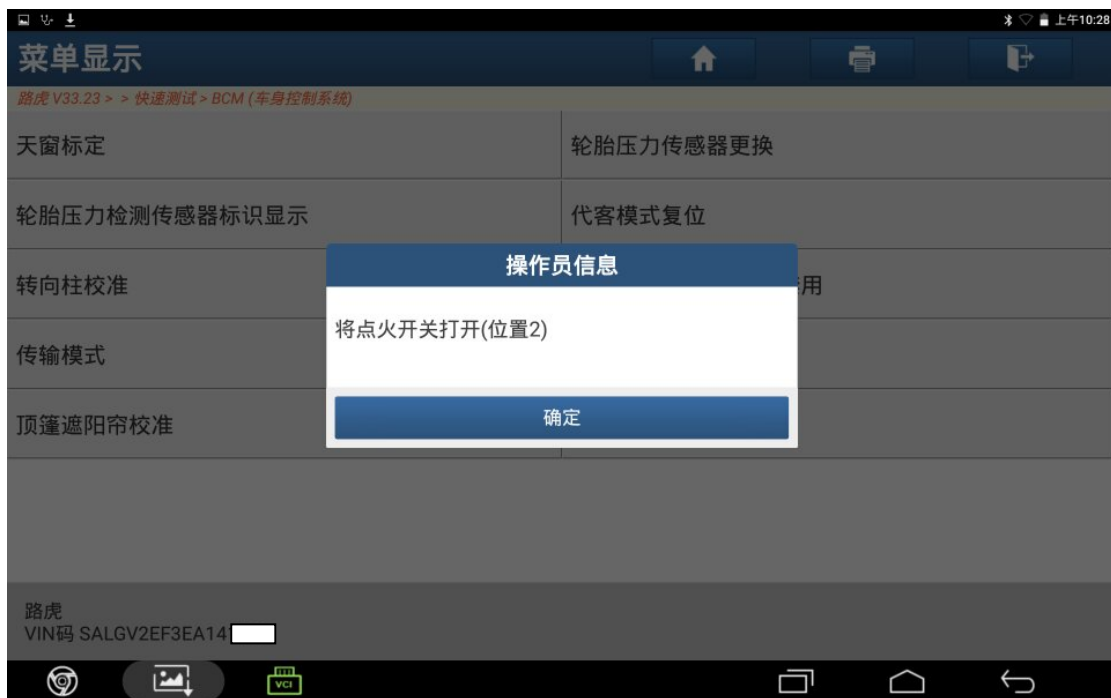 上午10:28
菜单显示
路虎 V33.23 > > 快速测试 > BCM (车身控制系统)
天窗标定
轮胎压力传感器更换
轮胎压力检测传感器标识显示
代客模式复位
转向柱校准
用
传输模式
顶篷遮阳帘校准
操作员信息
将点火开关打开(位置2)
确定
路虎
VIN码 SALGV2EF3EA14
VCI